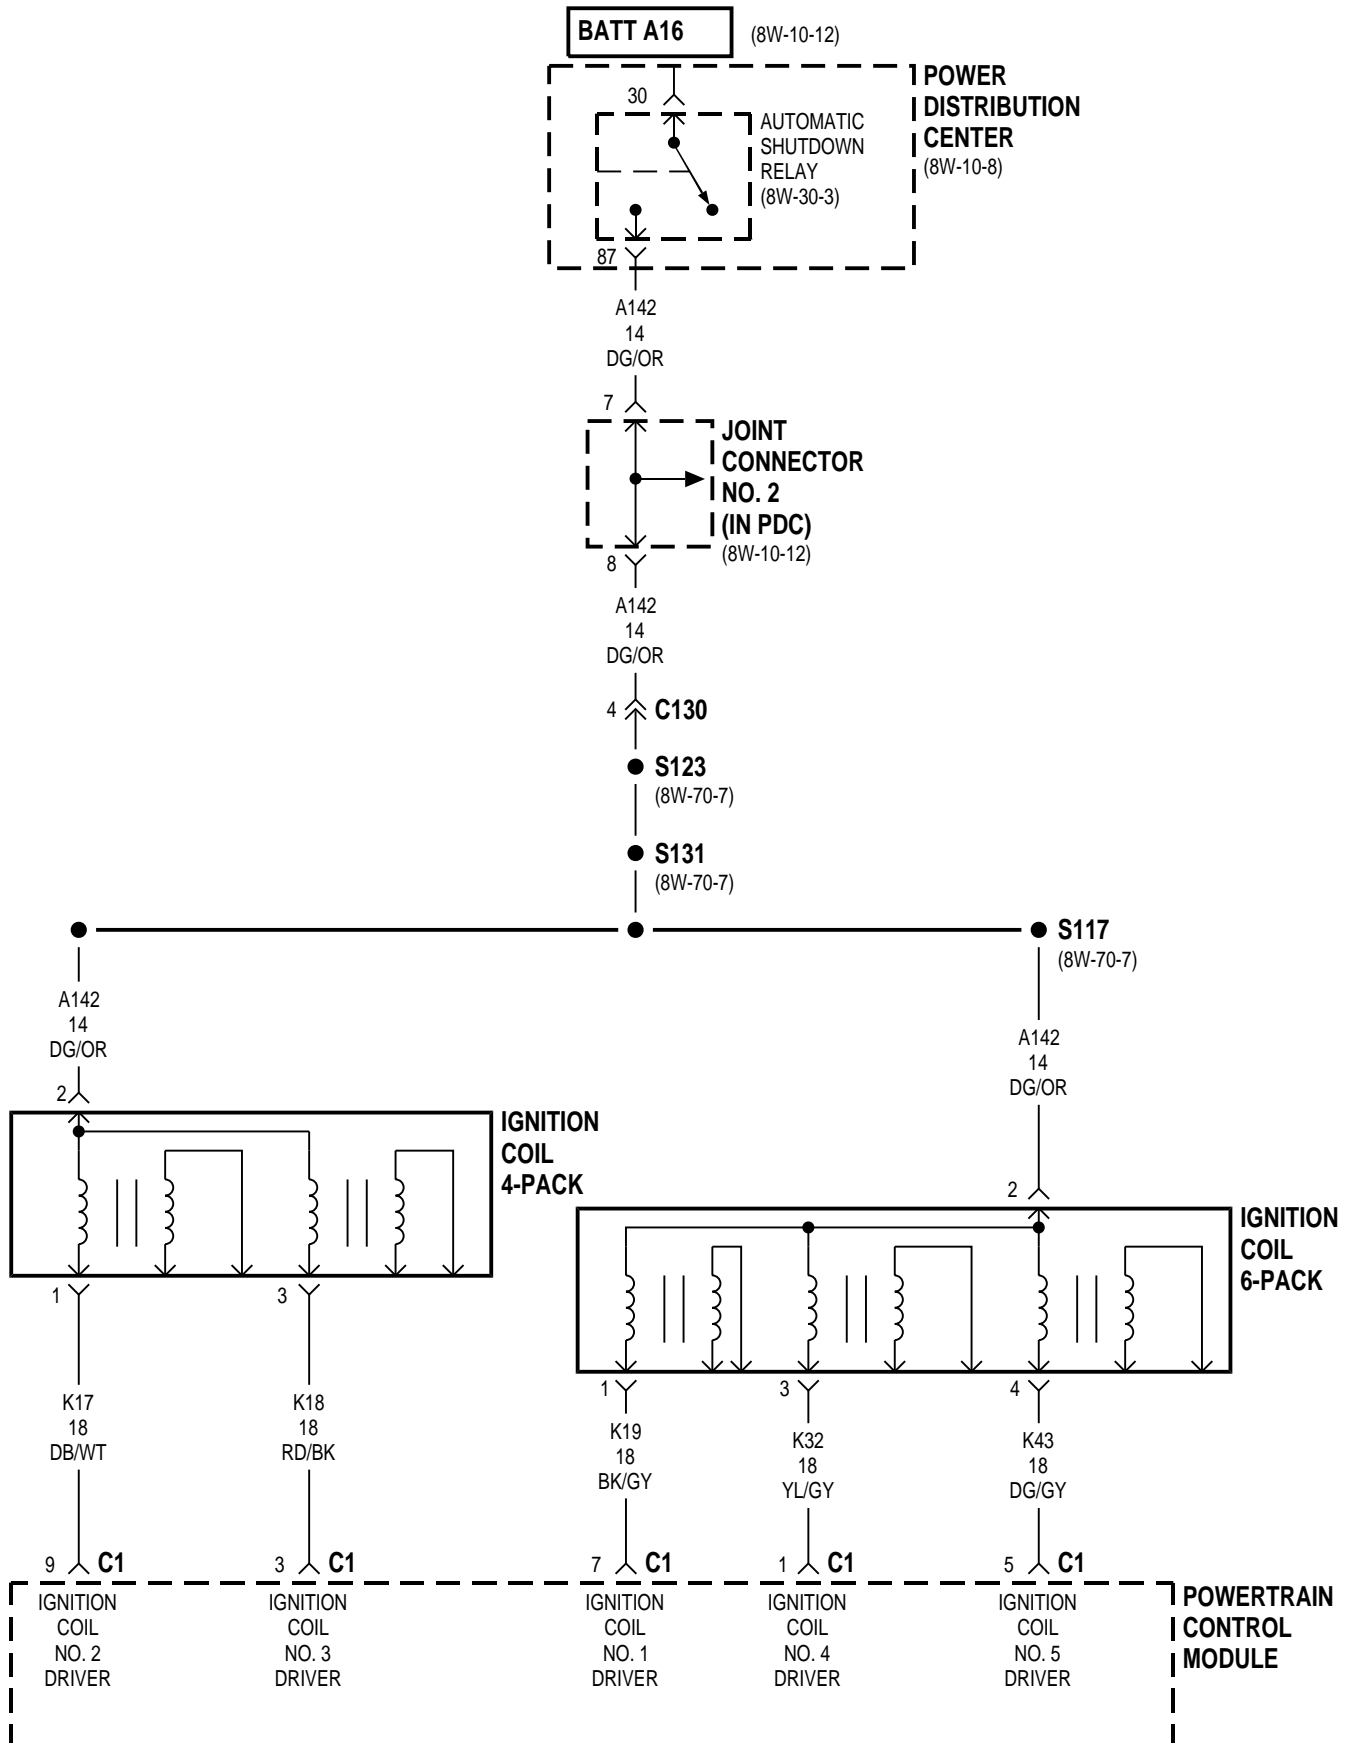 BATT A16
(8W-10-12)
POWER
DISTRIBUTION
CENTER
(8W-10-8)
30
AUTOMATIC
SHUTDOWN
RELAY
(8W-30-3)
87
A142
14
DG/OR
7
JOINT
CONNECTOR
NO. 2
(IN PDC)
(8W-10-12)
8
A142
14
DG/OR
4
C130
S123
(8W-70-7)
S131
(8W-70-7)
S117
(8W-70-7)
A142
14
DG/OR
2
IGNITION
COIL
4-PACK
A142
14
DG/OR
2
IGNITION
COIL
6-PACK
1
3
1
3
4
K17
18
DB/WT
K18
18
RD/BK
K19
18
BK/GY
K32
18
YL/GY
K43
18
DG/GY
9 C1
3 C1
7 C1
1 C1
5 C1
IGNITION
COIL
NO. 2
DRIVER
IGNITION
COIL
NO. 3
DRIVER
IGNITION
COIL
NO. 1
DRIVER
IGNITION
COIL
NO. 4
DRIVER
IGNITION
COIL
NO. 5
DRIVER
POWERTRAIN
CONTROL
MODULE